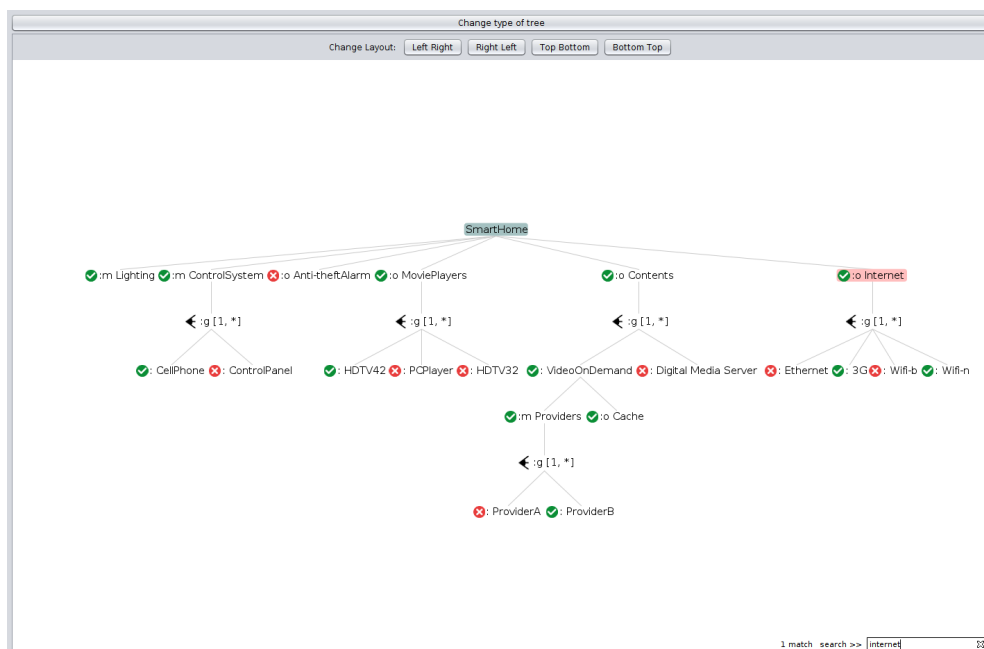 Change type of tree
Change Layout: Left Right Right Left Top Bottom Bottom Top
SmartHome
:m Lighting :m ControlSystem :o Anti-theftAlarm :o MoviePlayers :o Contents :o Internet
:g [1, *] :g [1, *] :g [1, *] :g [1, *]
: CellPhone : ControlPanel : HDTV42 : PCPlayer : HDTV32 : VideoOnDemand : Digital Media Server : Ethernet : 3G : Wifi-b : Wifi-n
:m Providers :o Cache
:g [1, *]
: ProviderA : ProviderB
1 match search >> internet